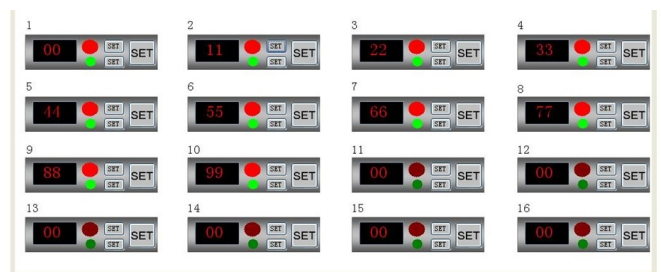 1 2 3 4
00 SET SET SET 11 SET SET SET 22 SET SET SET 33 SET SET SET
5 6 7 8
44 SET SET SET 55 SET SET SET 66 SET SET SET 77 SET SET SET
9 10 11 12
88 SET SET SET 99 SET SET SET 00 SET SET SET 00 SET SET SET
13 14 15 16
00 SET SET SET 00 SET SET SET 00 SET SET SET 00 SET SET SET